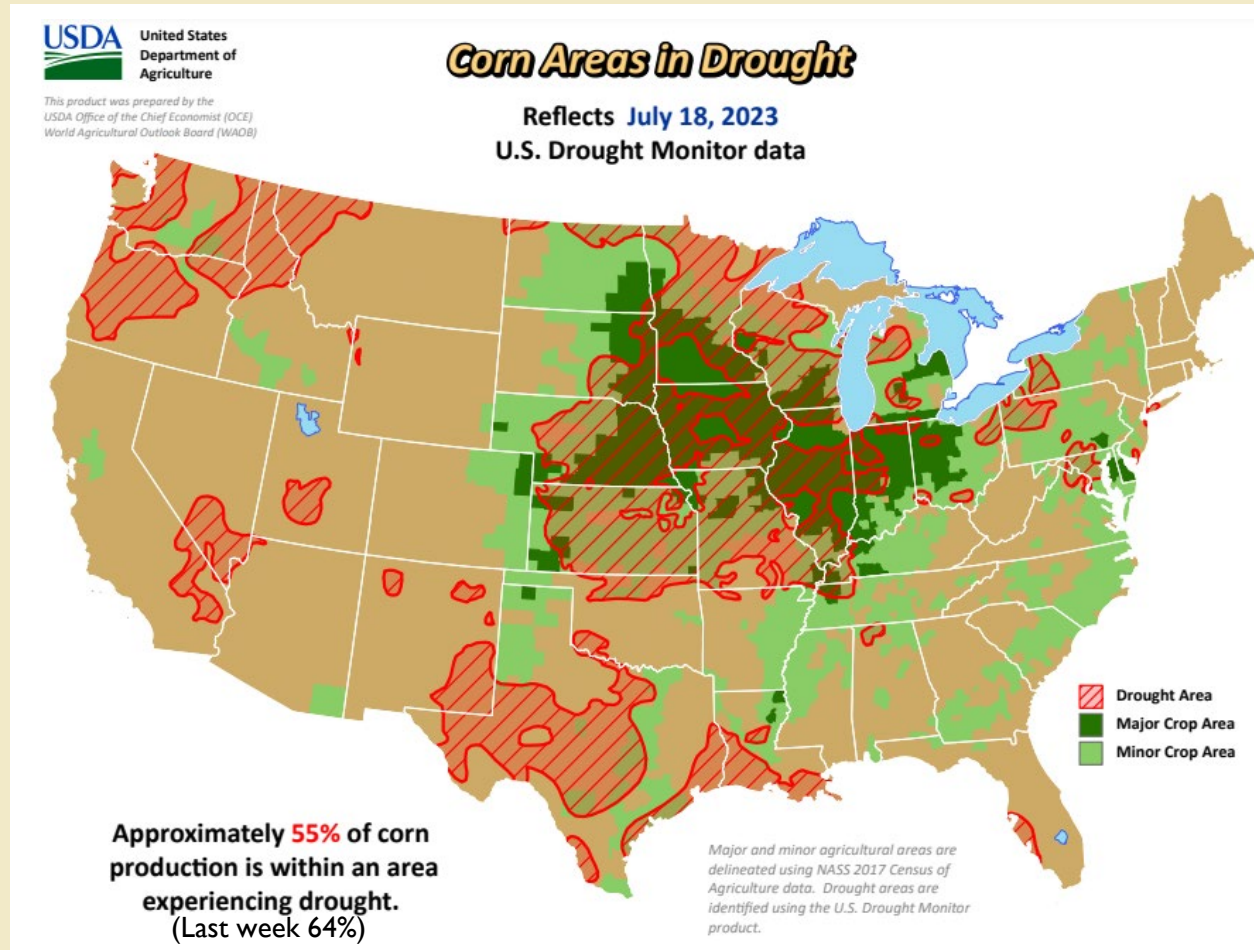 USDA
United States
Department of
Agriculture
This product was prepared by the
USDA Office of the Chief Economist (OCE)
World Agricultural Outlook Board (WAOB)
Corn Areas in Drought
Reflects July 18, 2023
U.S. Drought Monitor data
Drought Area
Major Crop Area
Minor Crop Area
Approximately 55% of corn
production is within an area
experiencing drought.
(Last week 64%)
Major and minor agricultural areas are
delineated using NASS 2017 Census of
Agriculture data. Drought areas are
identified using the U.S. Drought Monitor
product.